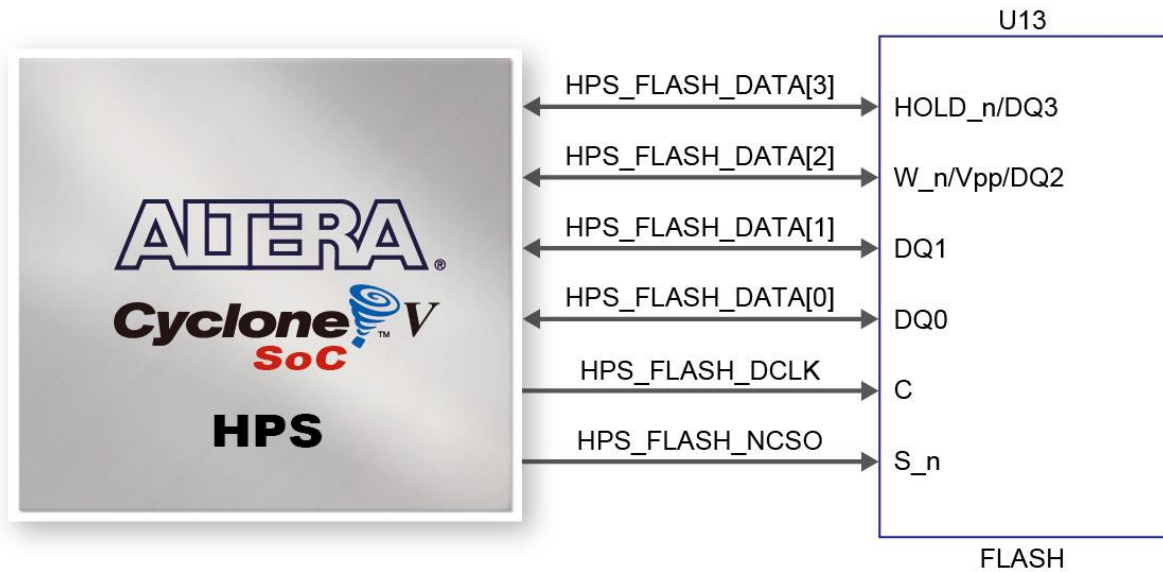 U13
HPS_FLASH_DATA[3]
HOLD_n/DQ3
HPS_FLASH_DATA[2]
W_n/Vpp/DQ2
HPS_FLASH_DATA[1]
DQ1
HPS_FLASH_DATA[0]
DQ0
HPS_FLASH_DCLK
C
HPS_FLASH_NCSO
S_n
FLASH
ALTERA®
Cyclone™ V
SoC
HPS